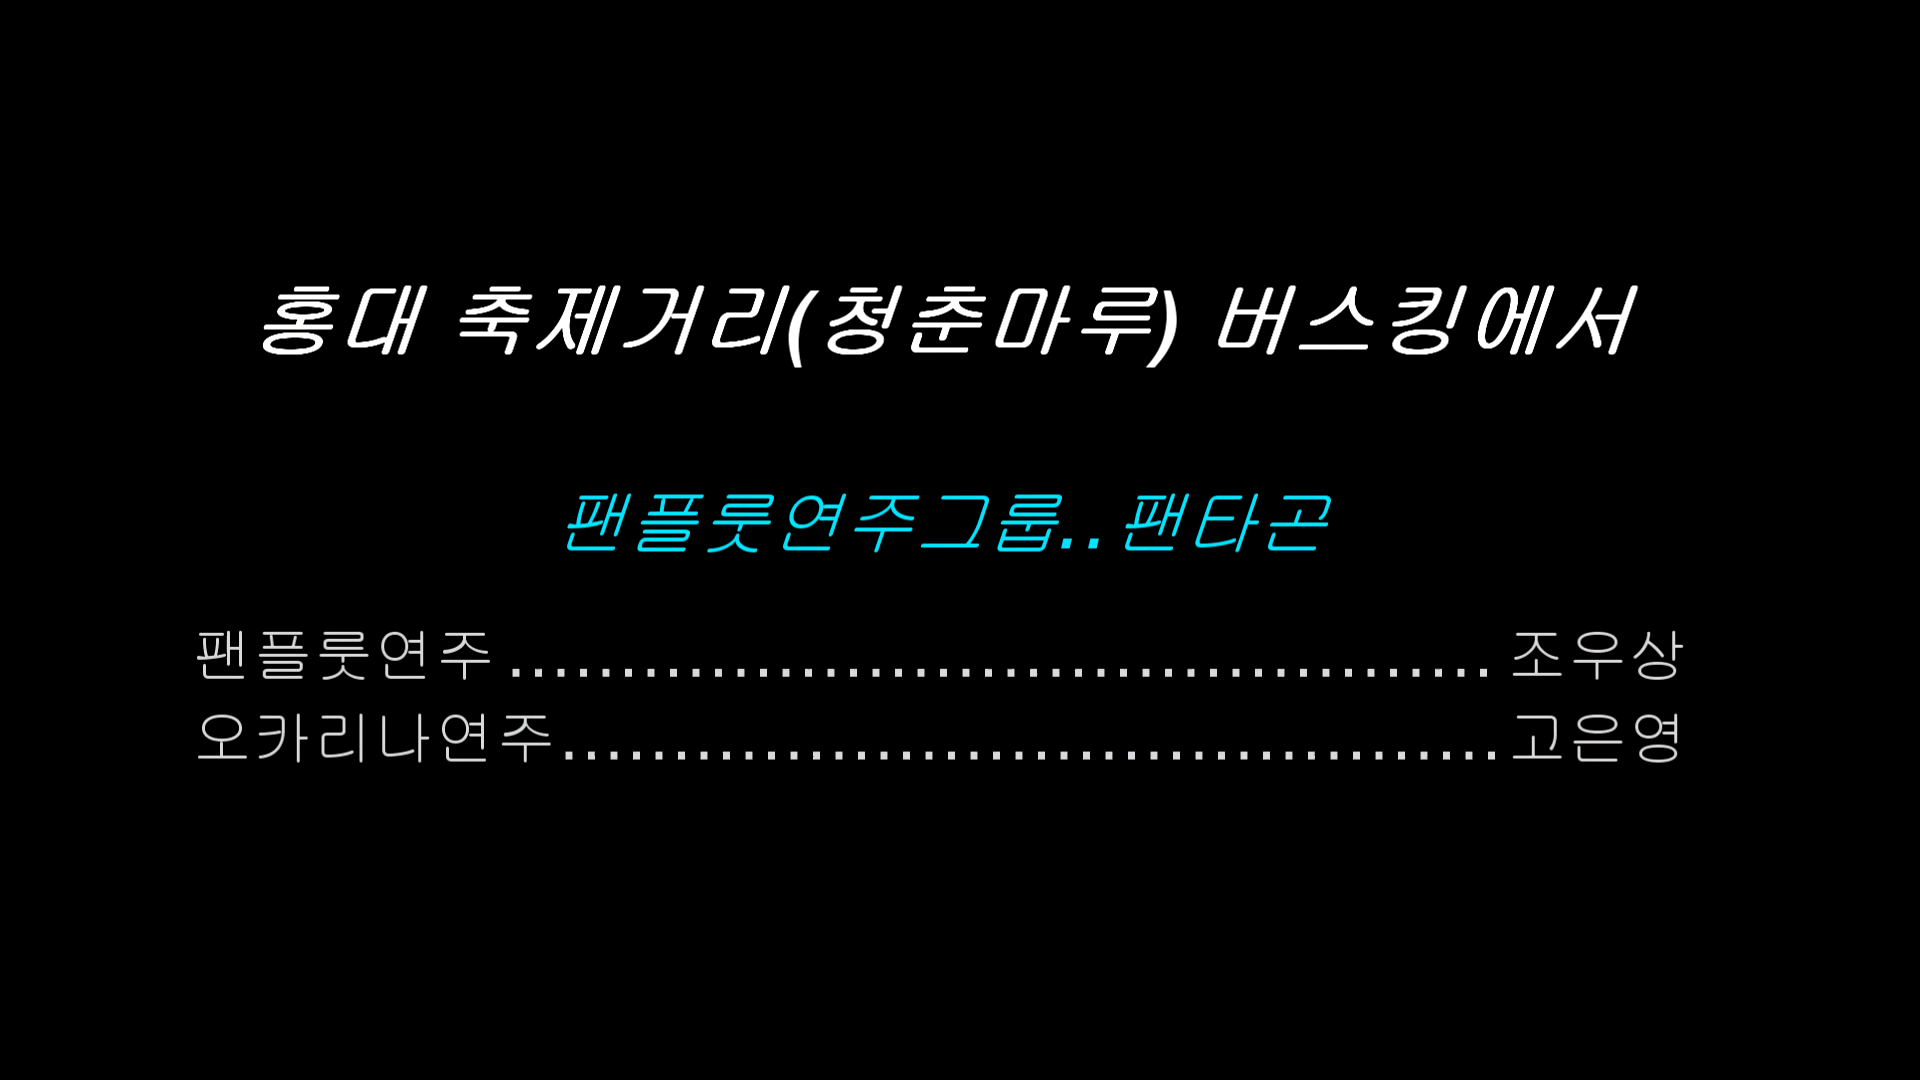 홍대 축제거리(청춘마루) 버스킹에서
팬플룻연주그룹..팬타곤
팬플룻연주............................................조우상
오카리나연주..........................................고은영